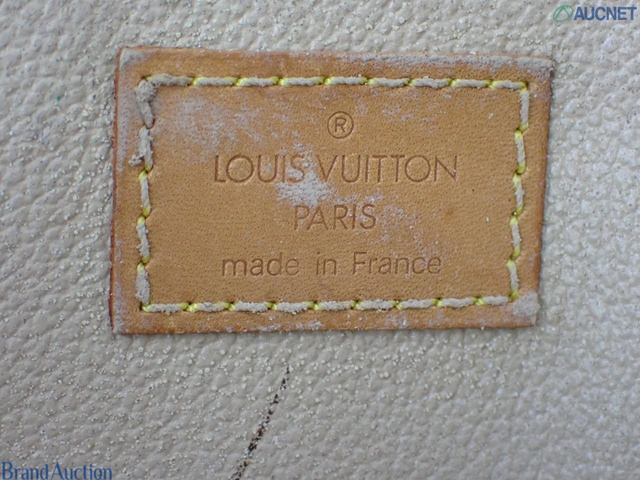 AUCNET
®
LOUIS VUITTON
PARIS
made in France
Brand Auction